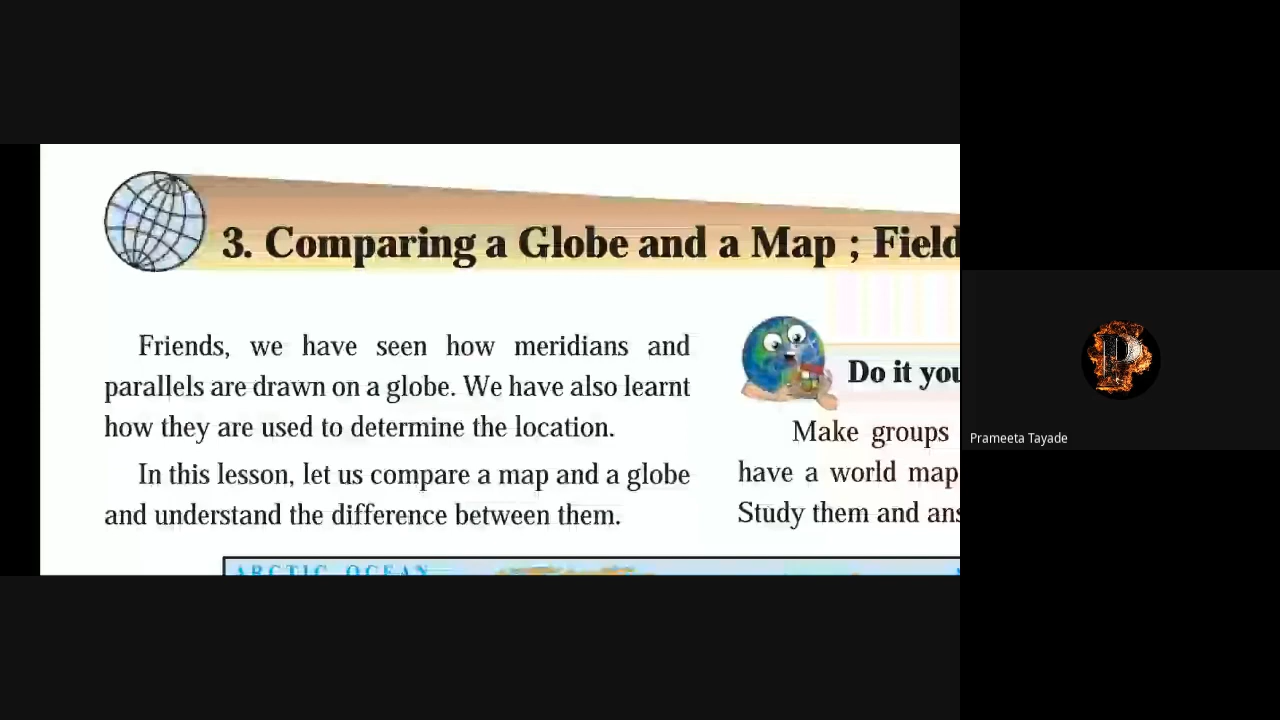 3. Comparing a Globe and a Map ; Field
Friends, we have seen how meridians and
parallels are drawn on a globe. We have also learnt
how they are used to determine the location.
In this lesson, let us compare a map and a globe
and understand the difference between them.
Do it you
Make groups
have a world map
Study them and ans
ARCTIC OCEAN
P
Prameeta Tayade